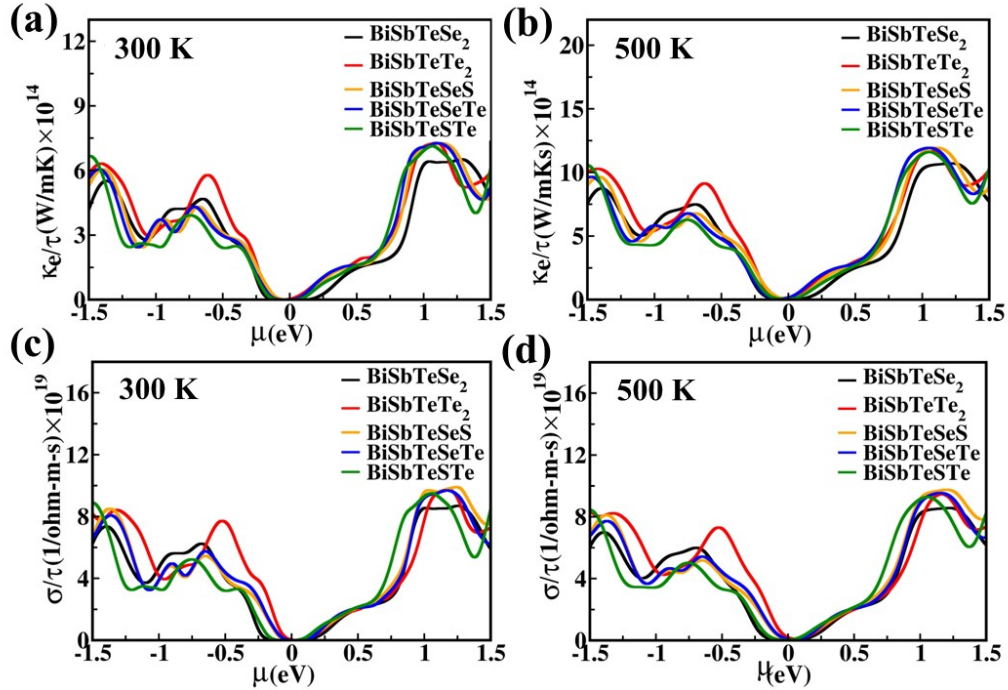 (a)
300 K
BiSbTeSe2
BiSbTeTe2
BiSbTeSeS
BiSbTeSeTe
BiSbTeSTe
κe/τ(W/mK)×10^14
12
9
6
3
0
-1.5 -1 -0.5 0 0.5 1 1.5
μ(eV)
(b)
500 K
BiSbTeSe2
BiSbTeTe2
BiSbTeSeS
BiSbTeSeTe
BiSbTeSTe
κe/τ(W/mKs)×10^14
20
15
10
5
0
-1.5 -1 -0.5 0 0.5 1 1.5
μ(eV)
(c)
300 K
BiSbTeSe2
BiSbTeTe2
BiSbTeSeS
BiSbTeSeTe
BiSbTeSTe
σ/τ(1/ohm-m-s)×10^19
16
12
8
4
0
-1.5 -1 -0.5 0 0.5 1 1.5
μ(eV)
(d)
500 K
BiSbTeSe2
BiSbTeTe2
BiSbTeSeS
BiSbTeSeTe
BiSbTeSTe
σ/τ(1/ohm-m-s)×10^19
16
12
8
4
0
-1.5 -1 -0.5 0 0.5 1 1.5
μ(eV)